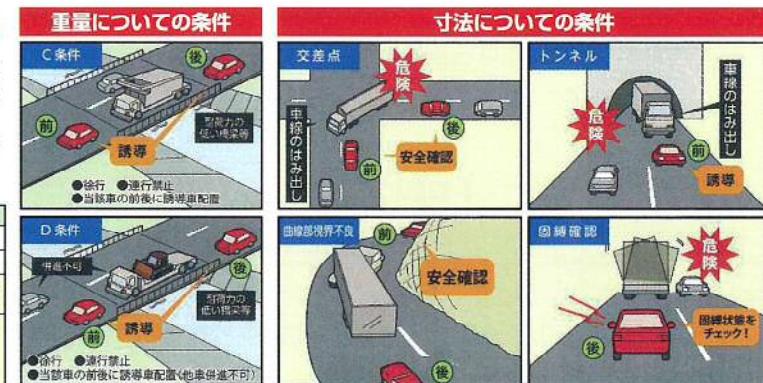 重量についての条件
C条件
後
前
誘導
耐荷力の
低い橋梁等
●徐行 ●連行禁止
●当該車の前後に誘導車配置
D条件
併進不可
後
耐荷力の
低い橋梁等
前
誘導
●徐行 ●連行禁止
●当該車の前後に誘導車配置(他車併進不可)
寸法についての条件
交差点
危険
車線のはみ出し
後
前
安全確認
トンネル
車線のはみ出し
危険
前
誘導
曲線部視界不良
前
安全確認
後
固縛確認
危険
固縛状態を
チェック!
後